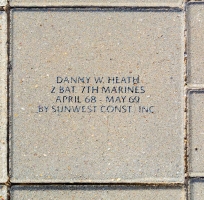 DANNY W. HEATH
2 BAT. 7TH MARINES
APRIL 68 - MAY 69
BY SUNWEST CONST. INC.